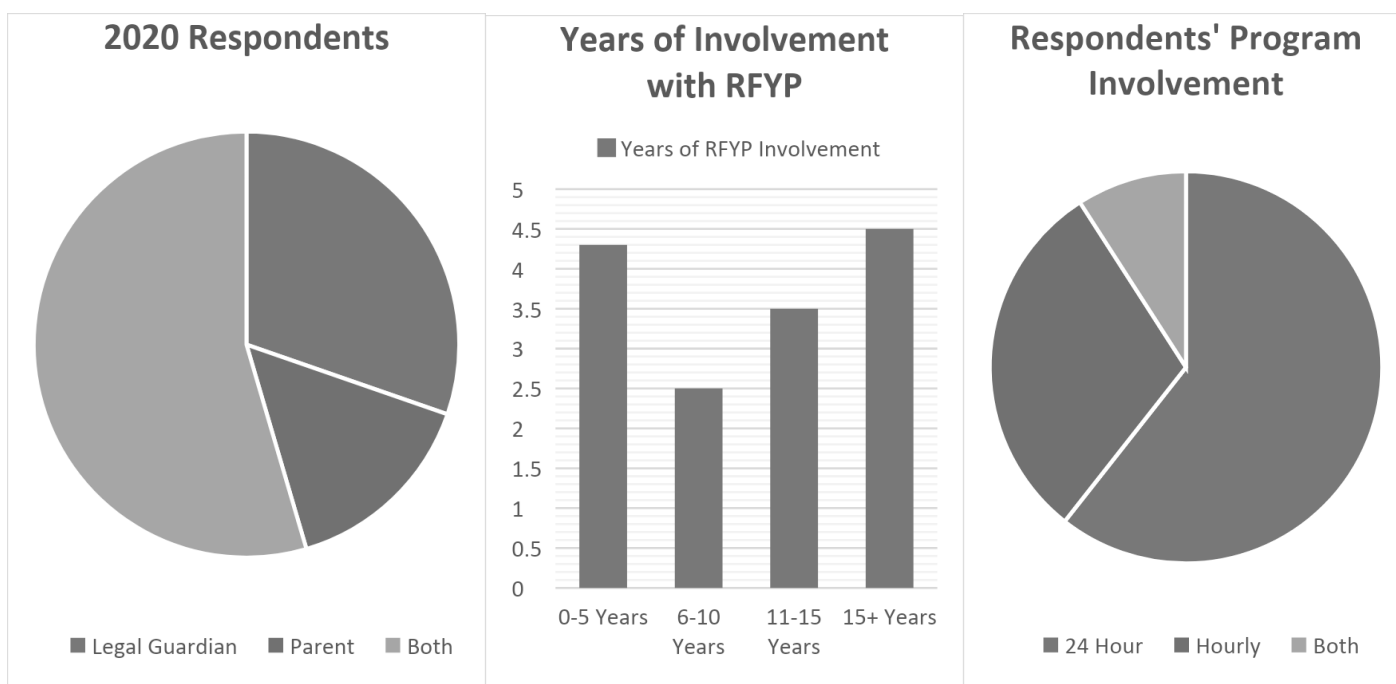 2020 Respondents
Legal Guardian Parent Both
Years of Involvement
with RFYP
Years of RFYP Involvement
5
4.5
4
3.5
3
2.5
2
1.5
1
0.5
0
0-5 Years 6-10 11-15 15+ Years
Years Years
Respondents' Program
Involvement
24 Hour Hourly Both